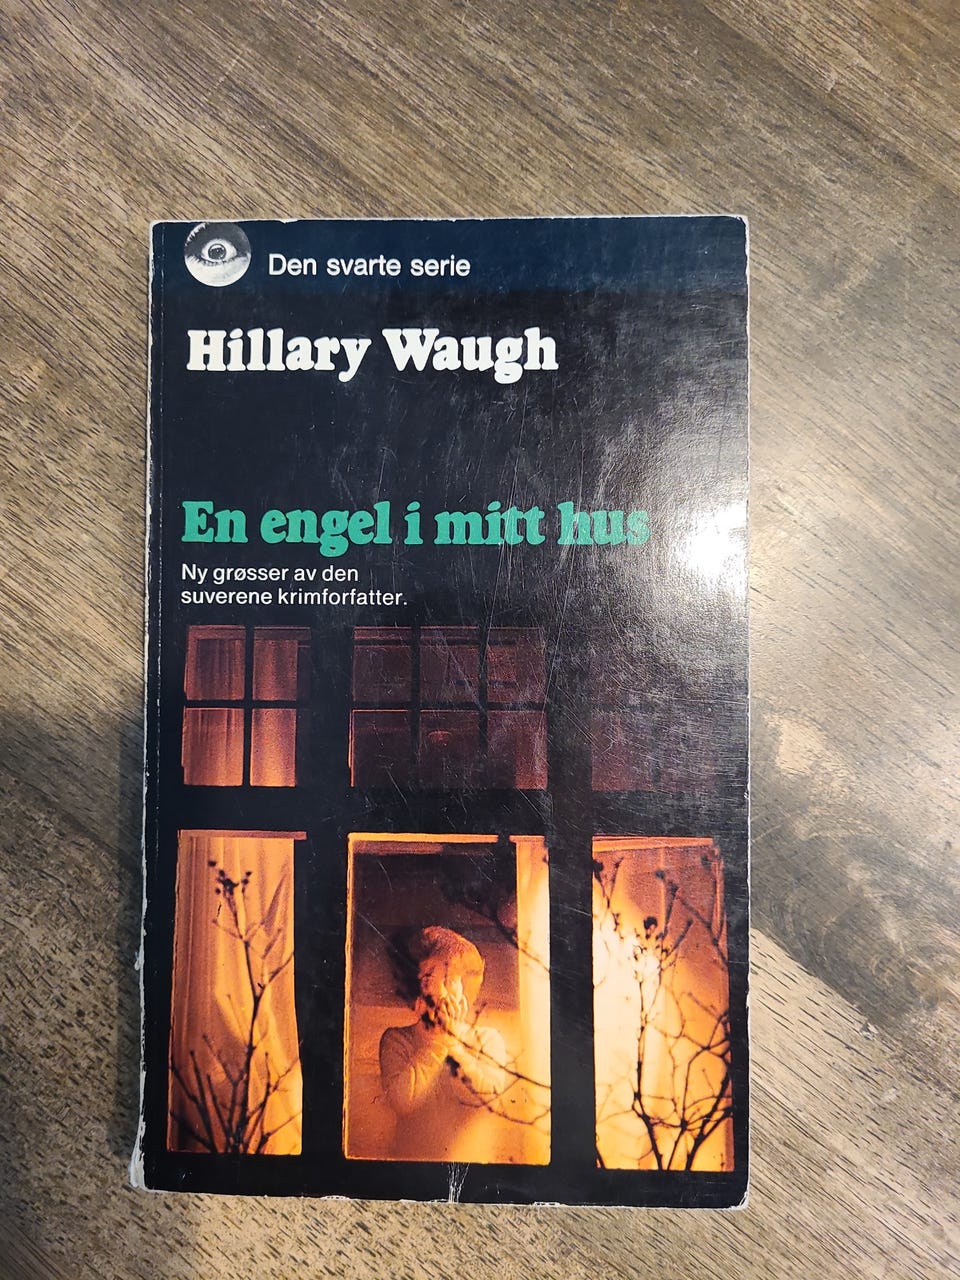 Den svarte serie
Hillary Waugh
En engel i mitt hus
Ny grøsser av den
suverene krimforfatter.